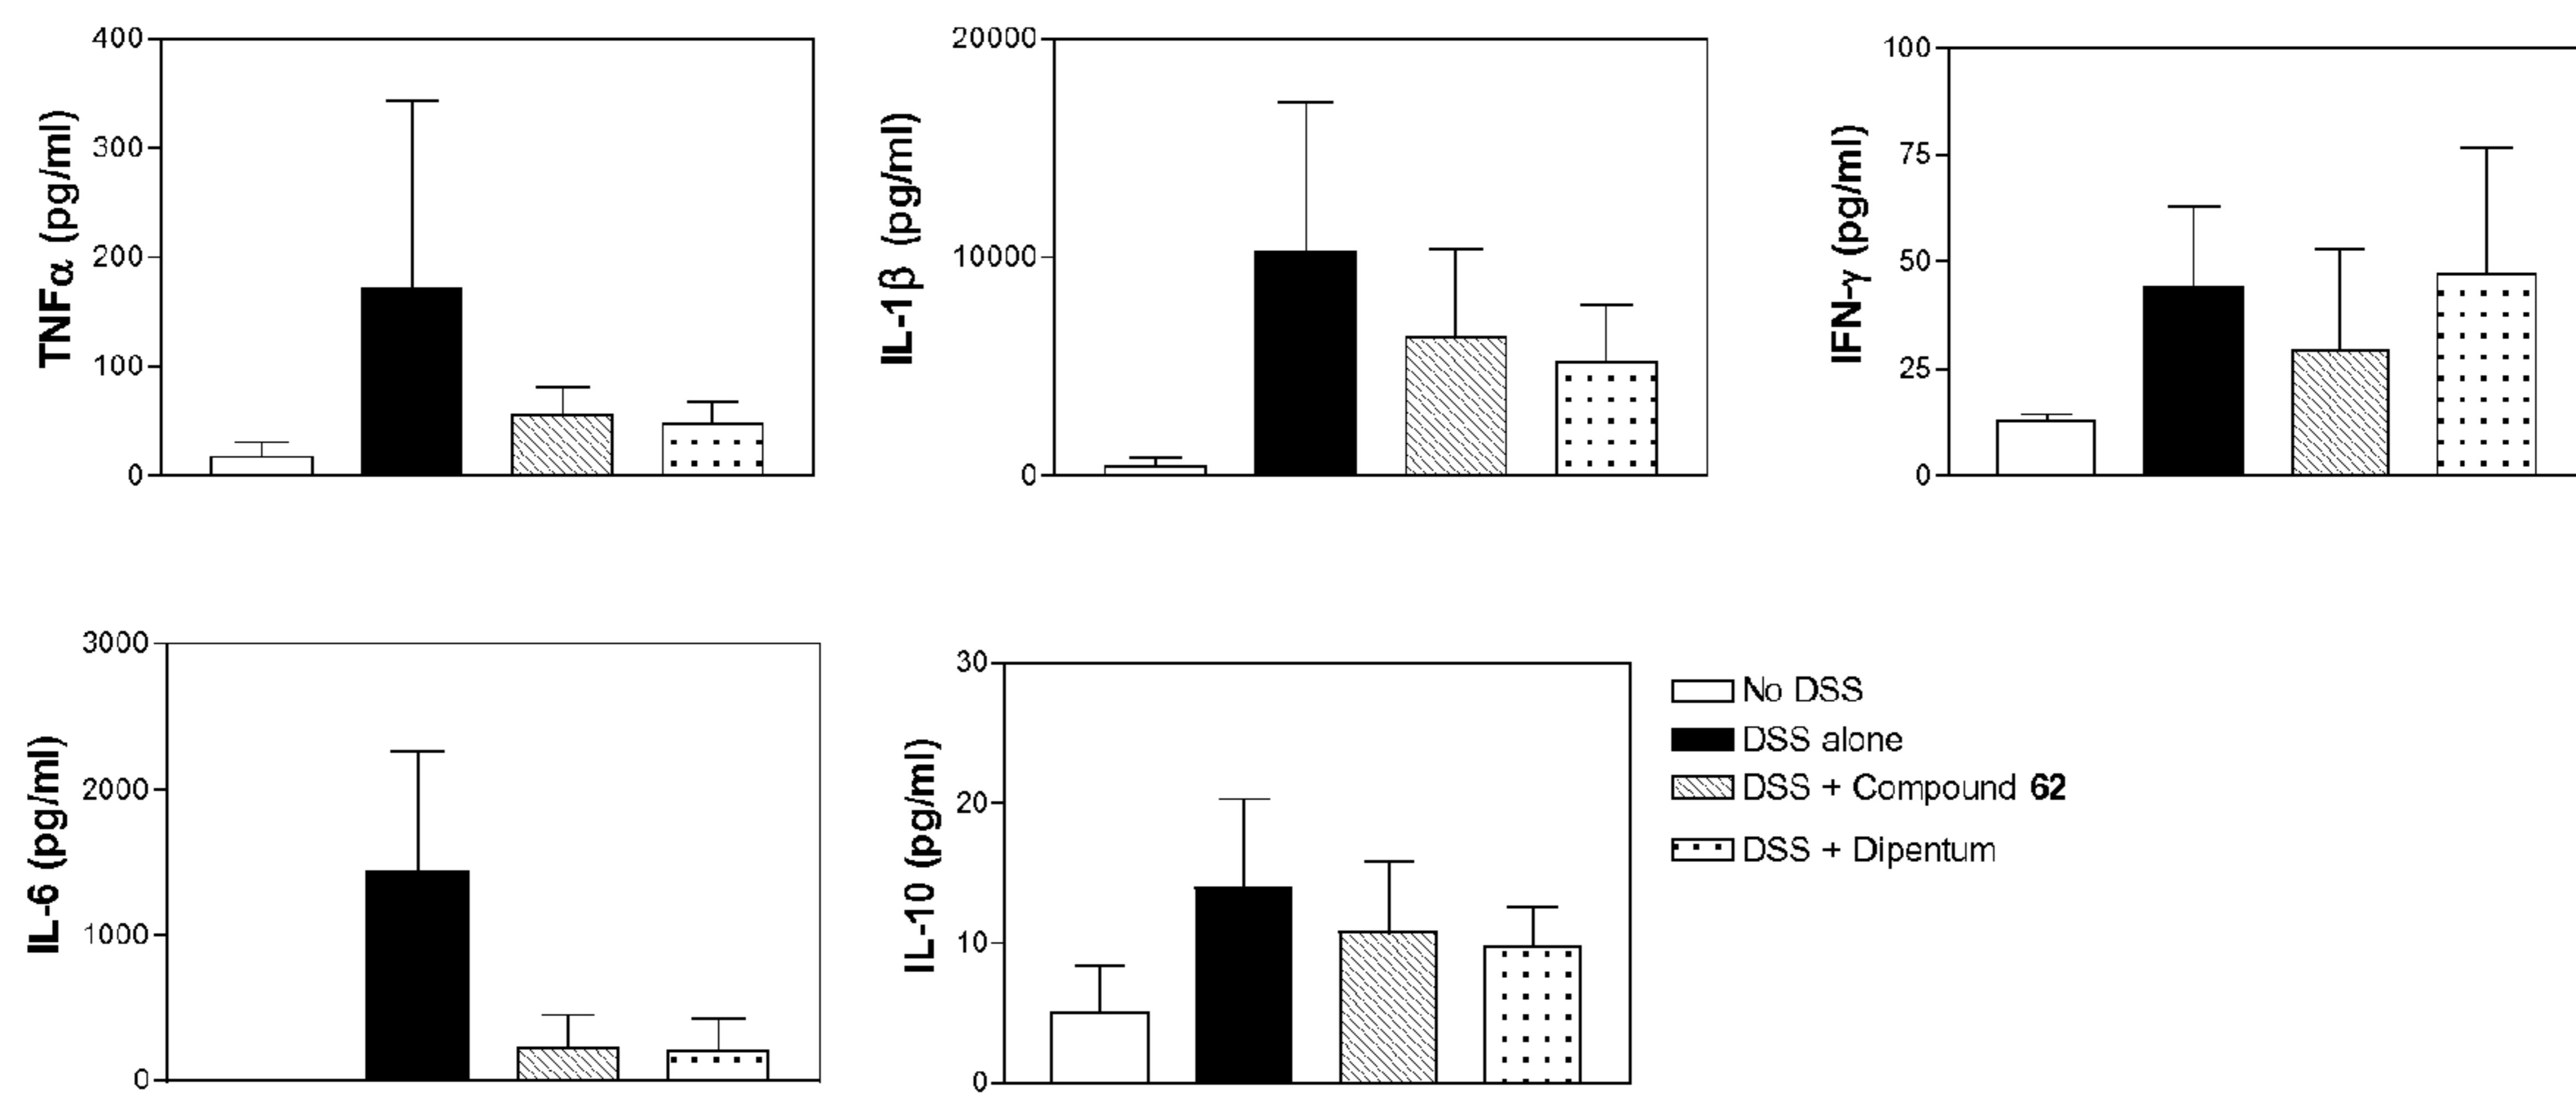 TNFα (pg/ml)
400
300
200
100
0
IL-1β (pg/ml)
20000
10000
0
IFN-γ (pg/ml)
100
75
50
25
0
IL-6 (pg/ml)
3000
2000
1000
0
IL-10 (pg/ml)
30
20
10
0
No DSS
DSS alone
DSS + Compound 62
DSS + Dipentum